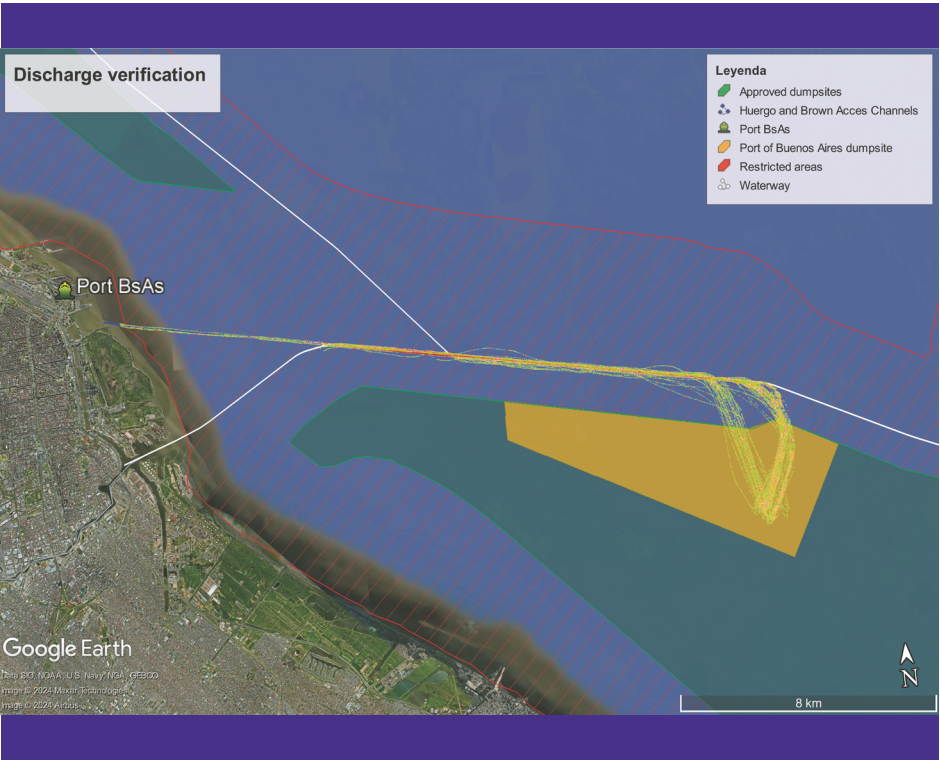 Discharge verification
Leyenda
Approved dumpsites
Huergo and Brown Acces Channels
Port BsAs
Port of Buenos Aires dumpsite
Restricted areas
Waterway
Port BsAs
Google Earth
Data SIO, NOAA, U.S. Navy, NGA, GEBCO
Image © 2024 Maxar Technologies
Image © 2024 Airbus
N
8 km